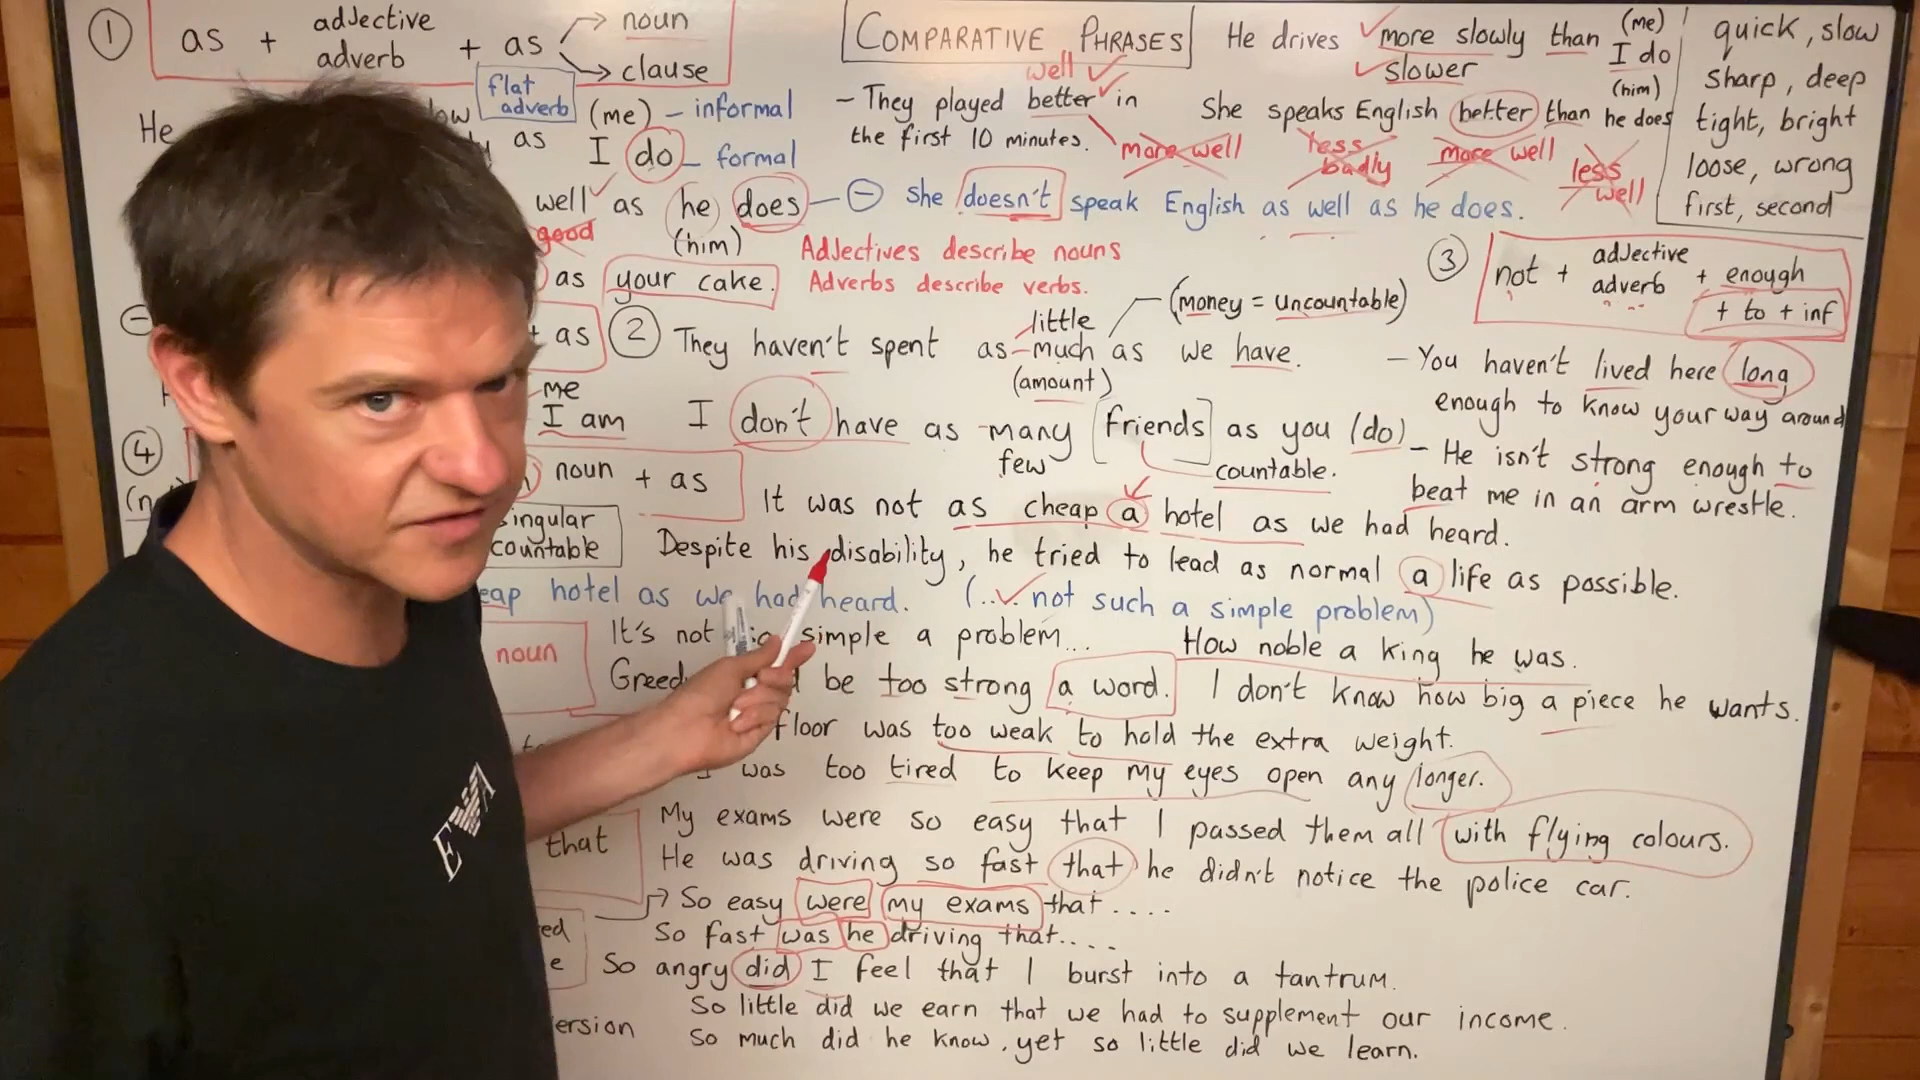 1 as + adjective adverb + as noun clause
flat adverb
He
(me) - informal
as I do - formal
well as he does
good (him)
as your cake.
COMPARATIVE PHRASES
well
- They played better in
the first 10 minutes.
more well
He drives more slowly than (me) I do
slower
(him)
She speaks English better than he does
less badly more well less well
- She doesn't speak English as well as he does.
Adjectives describe nouns
Adverbs describe verbs.
quick, slow
sharp, deep
tight, bright
loose, wrong
first, second
3 not + adjective adverb + enough
+ to + inf
- You haven't lived here long
enough to know your way around
- He isn't strong enough to
beat me in an arm wrestle.
+ as
2 They haven't spent as much as we have.
little
(amount)
(money = uncountable)
me
I am
I don't have as many friends as you (do)
few
countable.
4
noun + as
singular
countable
It was not as cheap a hotel as we had heard.
Despite his disability, he tried to lead as normal a life as possible.
hotel as we had heard. (... not such a simple problem)
noun
It's not simple a problem... How noble a king he was.
be too strong a word. I don't know how big a piece he wants.
floor was too weak to hold the extra weight.
I was too tired to keep my eyes open any longer.
that
My exams were so easy that I passed them all with flying colours.
He was driving so fast that he didn't notice the police car.
So easy were my exams that....
So fast was he driving that....
So angry did I feel that I burst into a tantrum.
So little did we earn that we had to supplement our income.
So much did he know, yet so little did we learn.